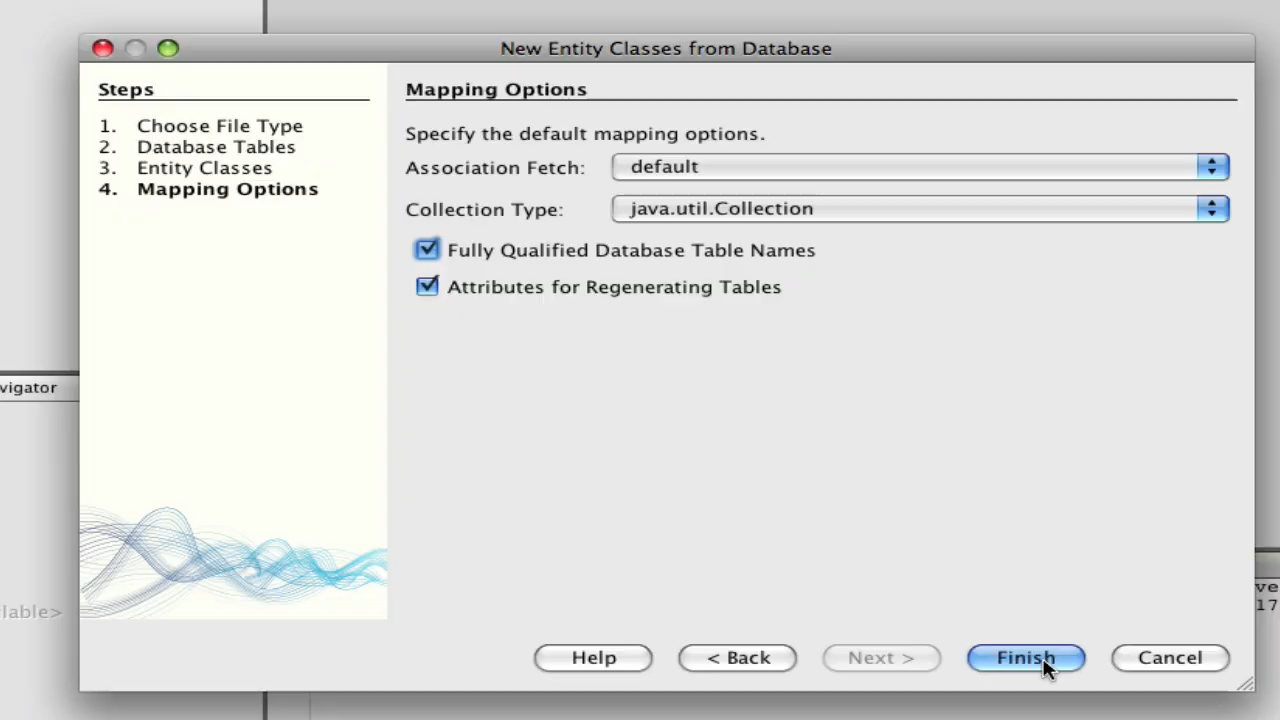 New Entity Classes from Database
Steps
1. Choose File Type
2. Database Tables
3. Entity Classes
4. Mapping Options
Mapping Options
Specify the default mapping options.
Association Fetch: default
Collection Type: java.util.Collection
Fully Qualified Database Table Names
Attributes for Regenerating Tables
vigator
lable>
ve
17
Help
< Back
Next >
Finish
Cancel